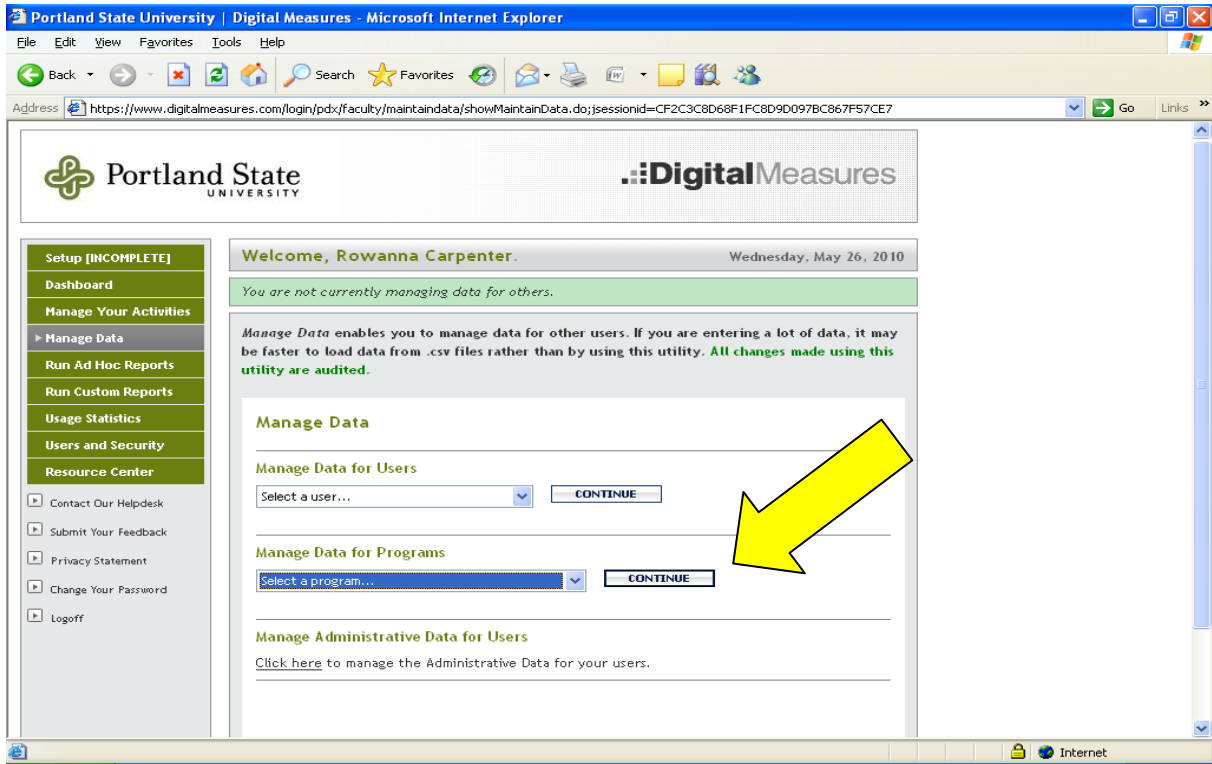 Portland State University | Digital Measures - Microsoft Internet Explorer
File Edit View Favorites Tools Help
Back Search Favorites
Address https://www.digitalmeasures.com/login/pdx/faculty/maintaindata/showMaintainData.do;jsessionid=CF2C3C8D68F1FC8D9D097BC867F57CE7 Go Links »
Portland State
UNIVERSITY
.::DigitalMeasures
Setup [INCOMPLETE]
Dashboard
Manage Your Activities
Manage Data
Run Ad Hoc Reports
Run Custom Reports
Usage Statistics
Users and Security
Resource Center
Contact Our Helpdesk
Submit Your Feedback
Privacy Statement
Change Your Password
Logoff
Welcome, Rowanna Carpenter. Wednesday, May 26, 2010
You are not currently managing data for others.
Manage Data enables you to manage data for other users. If you are entering a lot of data, it may
be faster to load data from .csv files rather than by using this utility. All changes made using this
utility are audited.
Manage Data
Manage Data for Users
Select a user... CONTINUE
Manage Data for Programs
Select a program... CONTINUE
Manage Administrative Data for Users
Click here to manage the Administrative Data for your users.
Internet